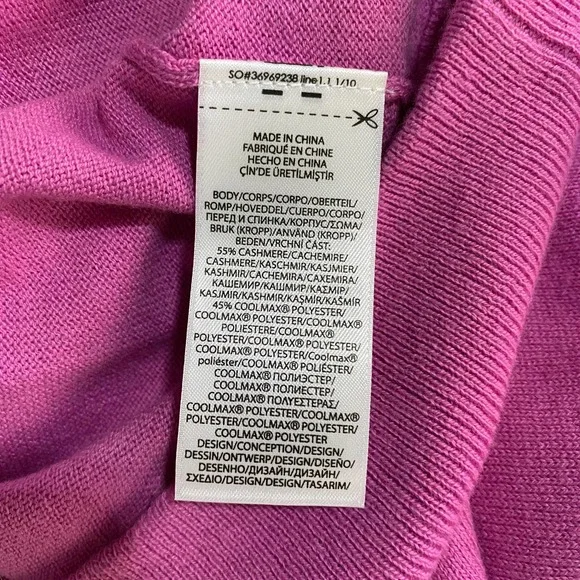 SO#36969238 line1.1 1/10
MADE IN CHINA
FABRIQUÉ EN CHINE
HECHO EN CHINA
ÇİN'DE ÜRETİLMİŞTİR
BODY/CORPS/CORPO/OBERTEIL/
ROMP/HOVEDDEL/CUERPO/CORPO/
ПЕРЕД И СПИНКА/КОРПУС/ΣΩΜΑ/
BRUK (KROPP)/ANVÄND (KROPP)/
BEDEN/VRCHNÍ ČÁST:
55% CASHMERE/CACHEMIRE/
CASHMERE/KASCHMIR/KASJMIER/
KASHMIR/CACHEMIRA/CAXEMIRA/
КАШЕМИР/КАШМИР/ΚΑΣΜΙΡ/
KASMJIR/KASHMIR/KAŞMİR/KAŠMÍR
45% COOLMAX® POLYESTER/
COOLMAX® POLYESTER/COOLMAX®
POLIESTERE/COOLMAX®
POLYESTER/COOLMAX® POLYESTER/
COOLMAX® POLYESTER/Coolmax®
poliéster/COOLMAX® POLIÉSTER/
COOLMAX® ПОЛИЭСТЕР/
COOLMAX® ПОЛИЕСТЕР/
COOLMAX® ΠΟΛΥΕΣΤΕΡΑΣ/
COOLMAX® POLYESTER/COOLMAX®
POLYESTER/COOLMAX® POLYESTER/
COOLMAX® POLYESTER
DESIGN/CONCEPTION/DESIGN/
DESSIN/ONTWERP/DESIGN/DISEÑO/
DESENHO/ДИЗАЙН/ДИЗАЙН/
ΣΧΕΔΙΟ/DESIGN/DESIGN/TASARIM/